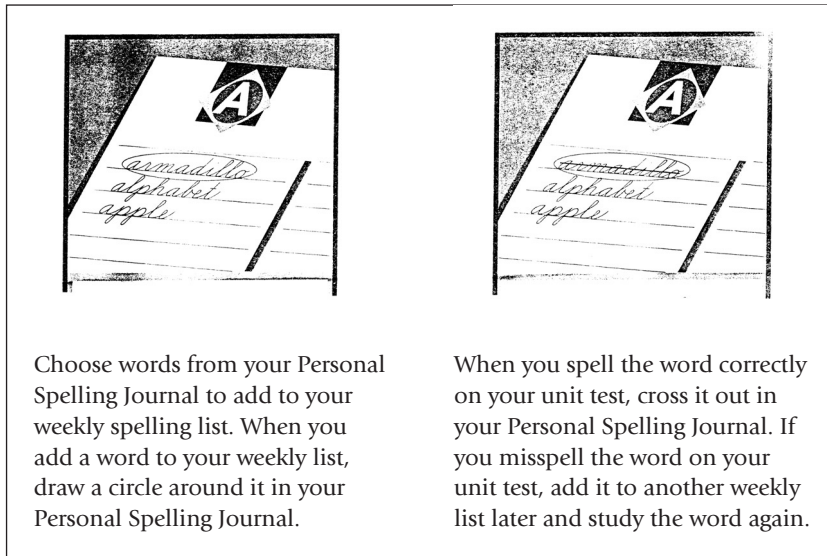 A
armadillo
alphabet
apple
A
armadillo
alphabet
apple
Choose words from your Personal
Spelling Journal to add to your
weekly spelling list. When you
add a word to your weekly list,
draw a circle around it in your
Personal Spelling Journal.
When you spell the word correctly
on your unit test, cross it out in
your Personal Spelling Journal. If
you misspell the word on your
unit test, add it to another weekly
list later and study the word again.